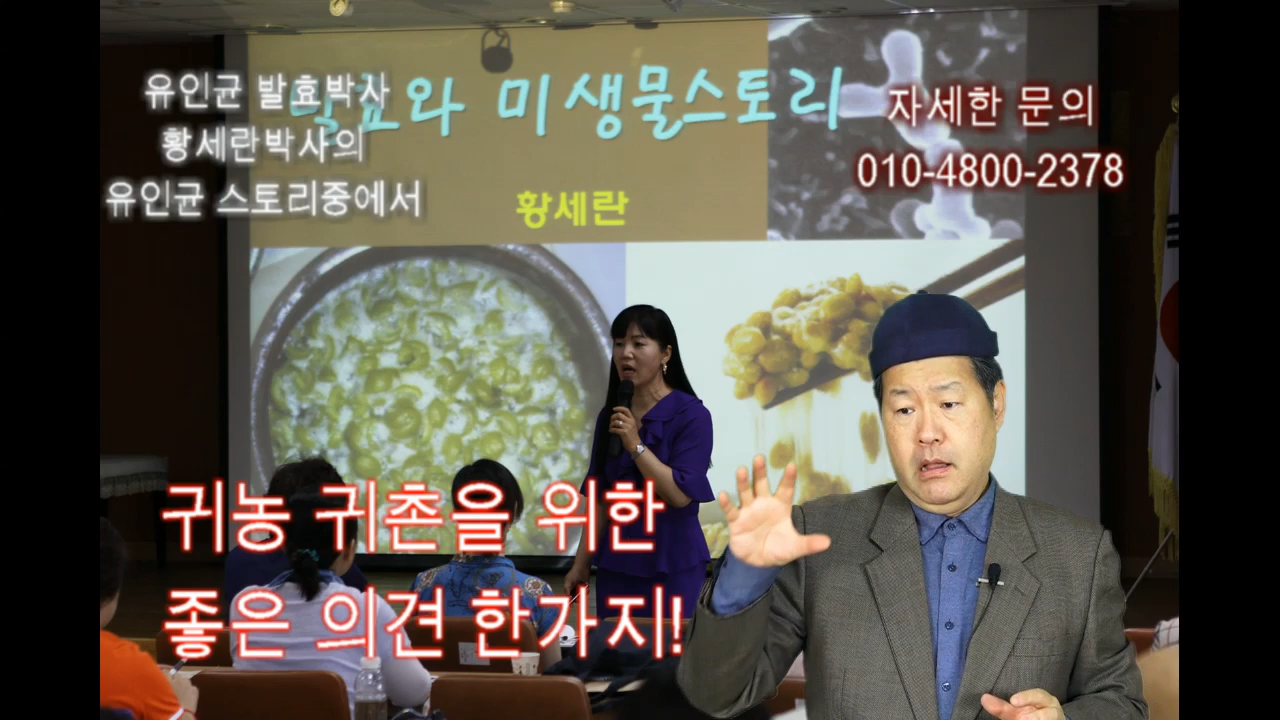 유인균 발효박사
황세란박사의
유인균 스토리중에서
발효와 미생물스토리
황세란
자세한 문의
010-4800-2378
귀농 귀촌을 위한
좋은 의견 한가지!